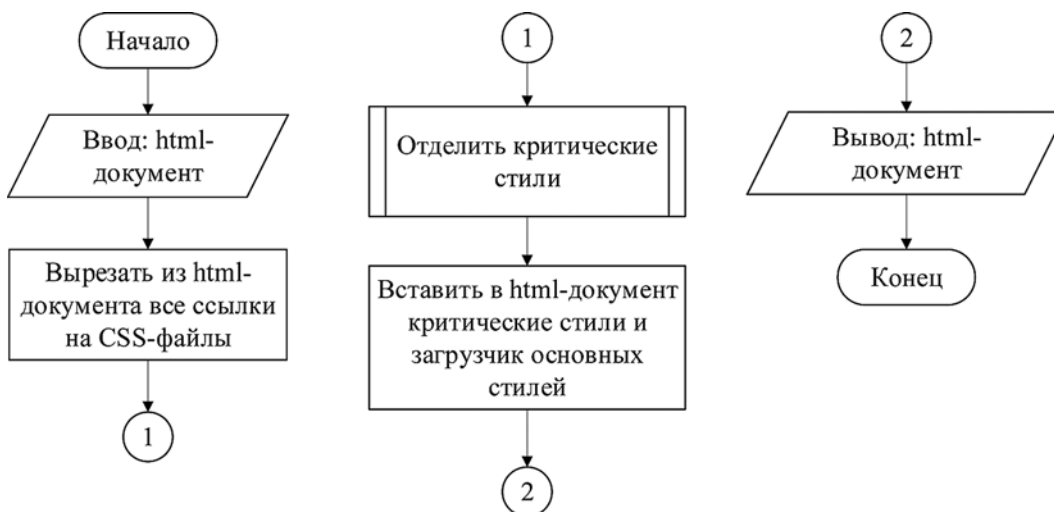 Начало
Ввод: html-
документ
Вырезать из html-
документа все ссылки
на CSS-файлы
1
1
Отделить критические
стили
Вставить в html-документ
критические стили и
загрузчик основных
стилей
2
2
Вывод: html-
документ
Конец